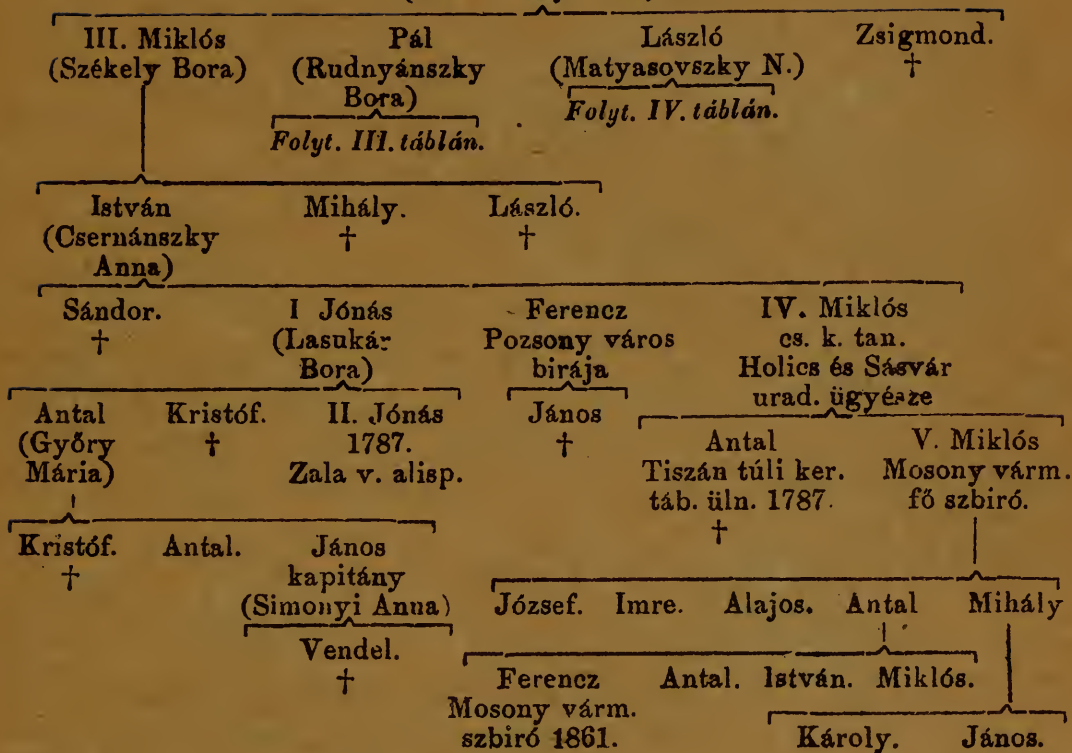 III. Miklós Pál László Zsigmond.
(Székely Bora) (Rudnyánszky (Matyasovszky N.) †
Bora) Folyt. IV. táblán.
Folyt. III. táblán.
István Mihály. László.
(Csernánszky † †
Anna)
Sándor. I Jónás Ferencz IV. Miklós
† (Lasukár Pozsony város cs. k. tan.
Bora) birája Holics és Sásvár
urad. ügyésze
Antal Kristóf. II. Jónás János
(Győry † 1787. †
Mária) Zala v. alisp.
Antal V. Miklós
Tiszán túli ker. Mosony várm.
táb. üln. 1787. fő szbiró.
†
Kristóf. Antal. János
† kapitány
(Simonyi Anna)
József. Imre. Alajos. Antal Mihály
Vendel.
†
Ferencz Antal. István. Miklós.
Mosony várm.
szbiró 1861. Károly. János.